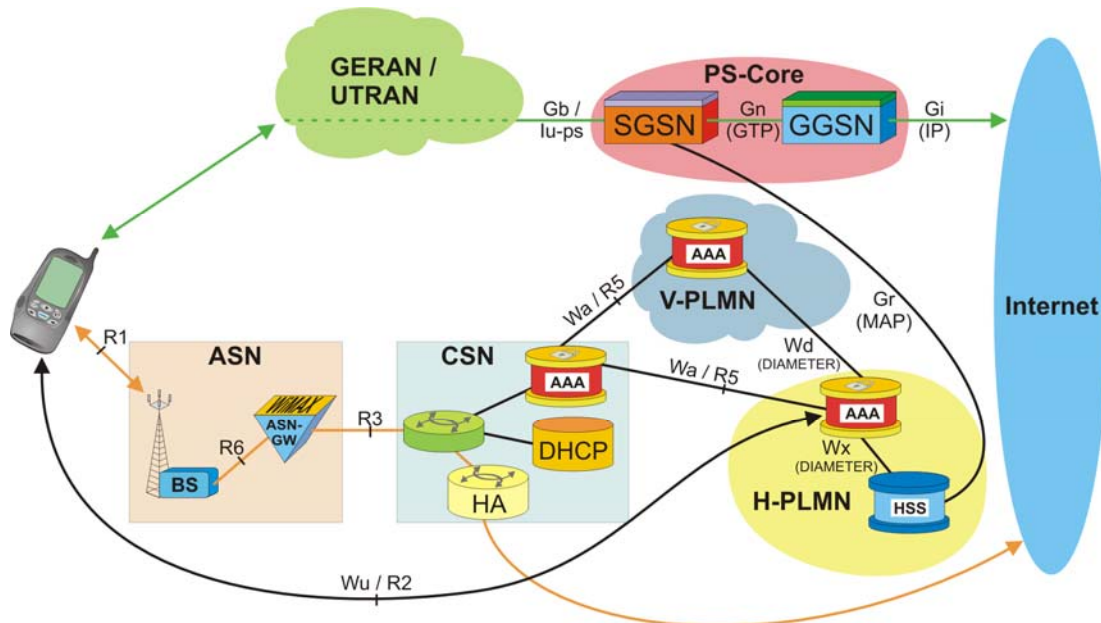 GERAN /
UTRAN
Gb /
Iu-ps
PS-Core
SGSN
Gn
(GTP)
GGSN
Gi
(IP)
Internet
AAA
V-PLMN
Wa / R5
Gr
(MAP)
Wd
(DIAMETER)
R1
ASN
WiMAX
ASN-
GW
R6
BS
R3
CSN
AAA
DHCP
HA
Wa / R5
AAA
Wx
(DIAMETER)
H-PLMN
HSS
Wu / R2